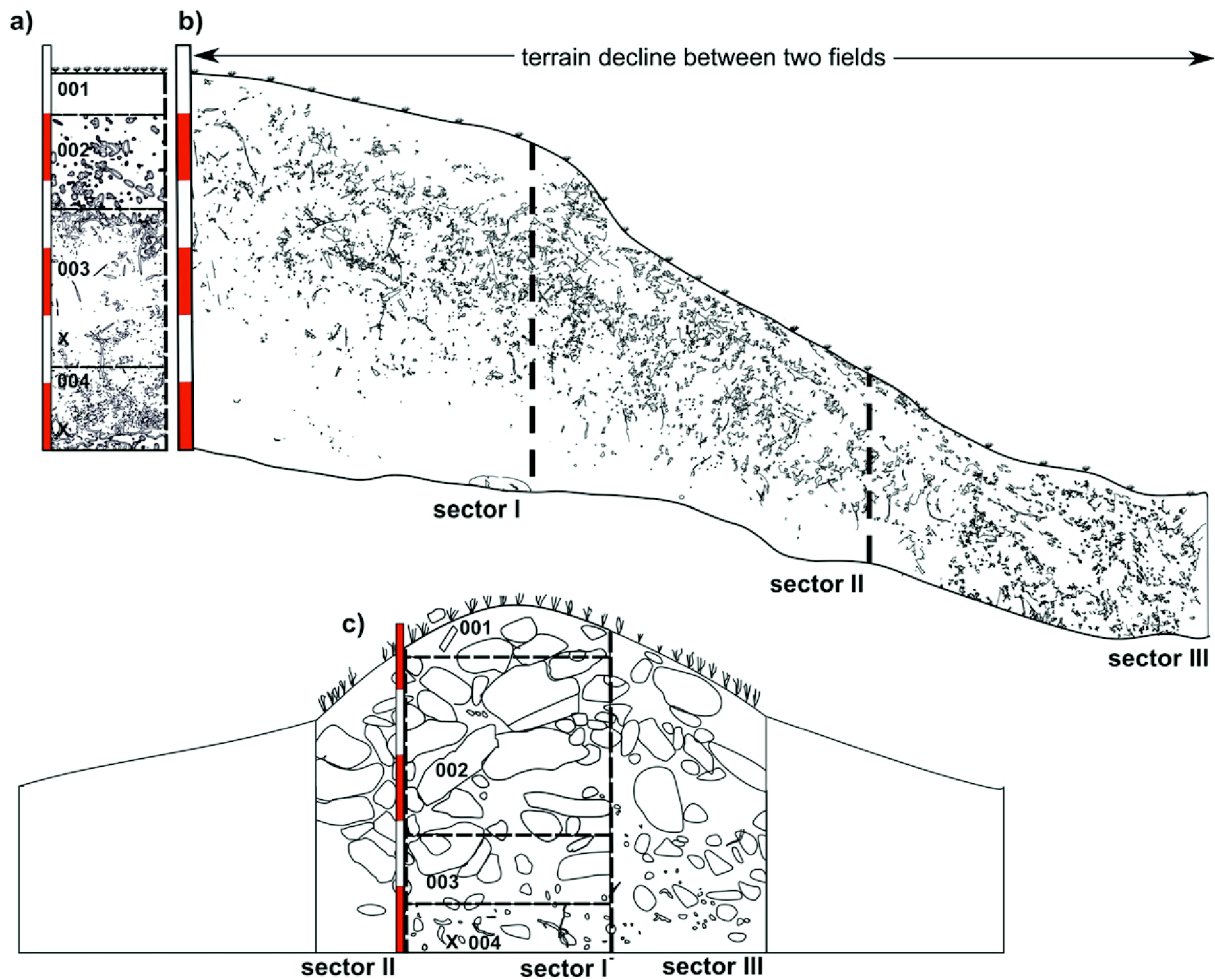 a)
b)
terrain decline between two fields
001
002
003
X
004
X
sector I
sector II
sector III
c)
001
002
003
X 004
sector II
sector I
sector III